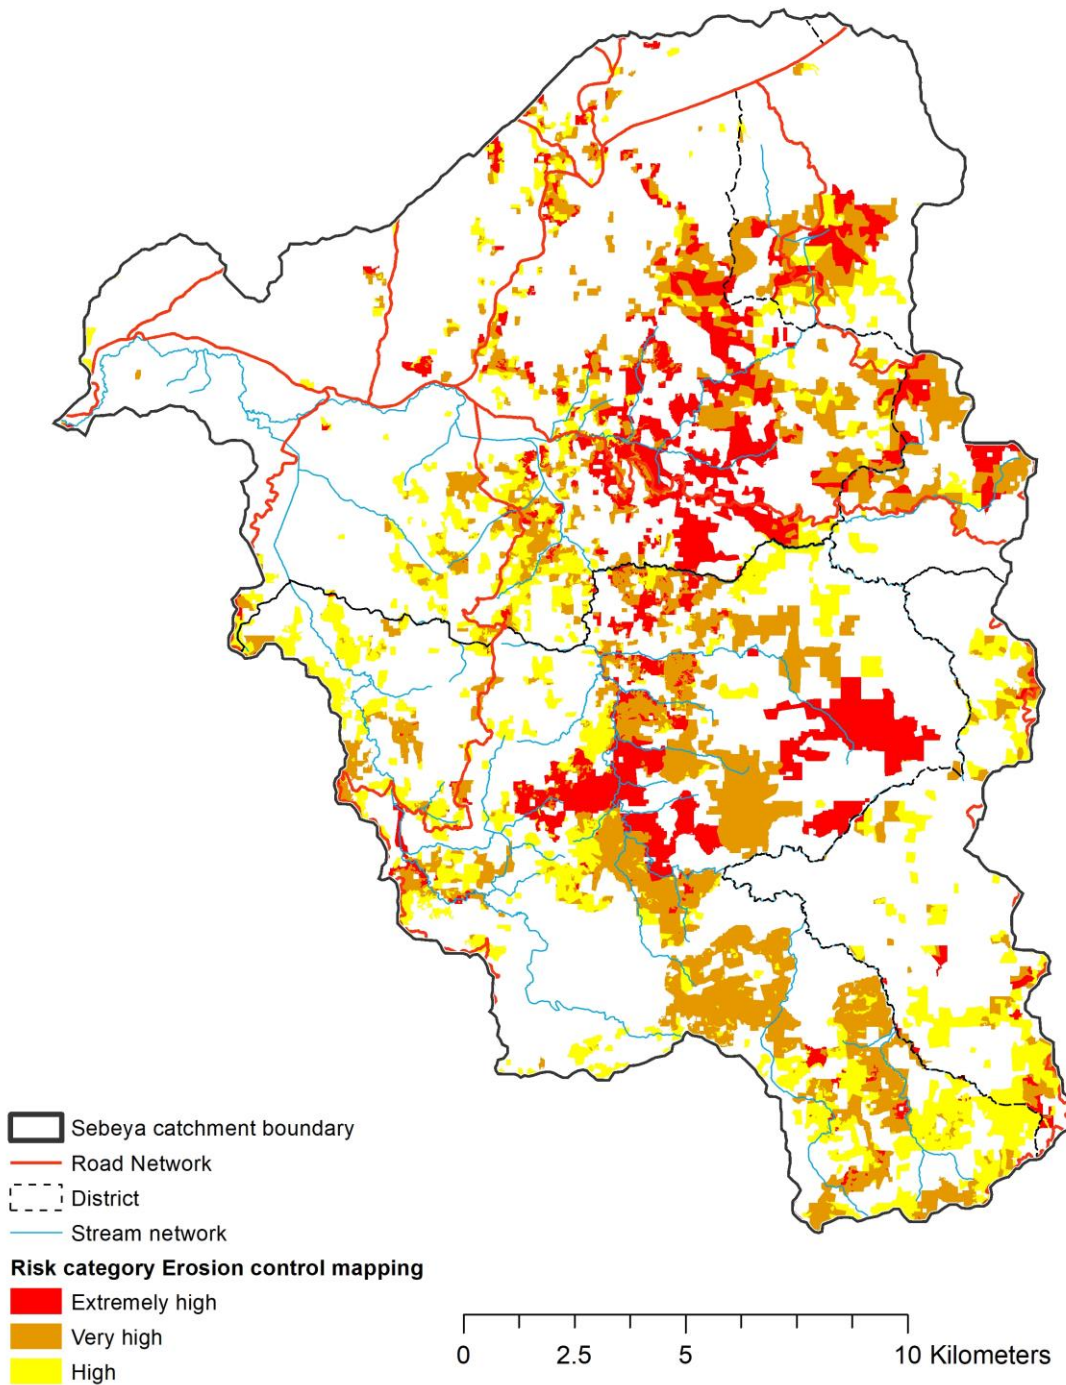 Sebeya catchment boundary
Road Network
District
Stream network
Risk category Erosion control mapping
Extremely high
Very high
High
0 2.5 5 10 Kilometers